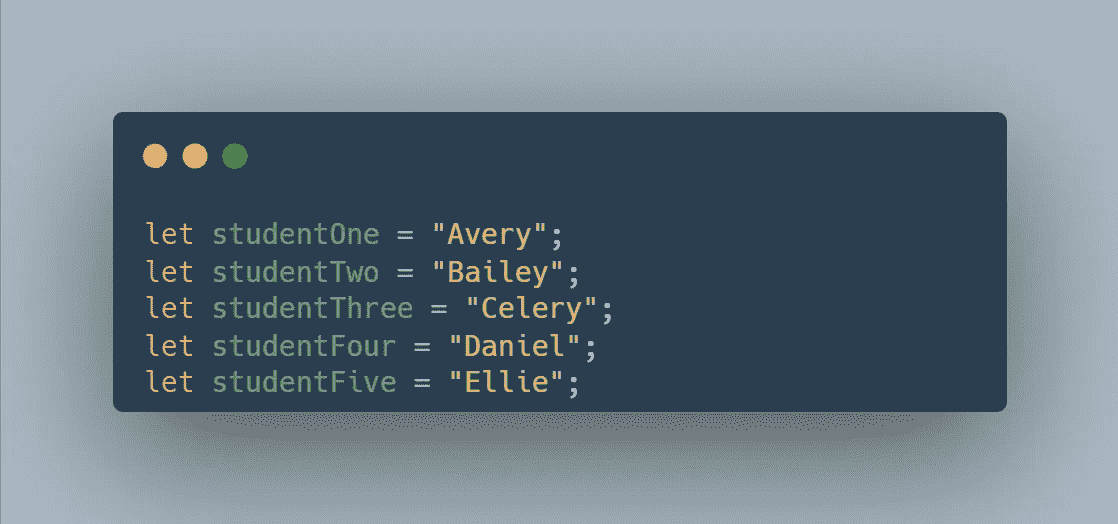 let studentOne = "Avery";
let studentTwo = "Bailey";
let studentThree = "Celery";
let studentFour = "Daniel";
let studentFive = "Ellie";